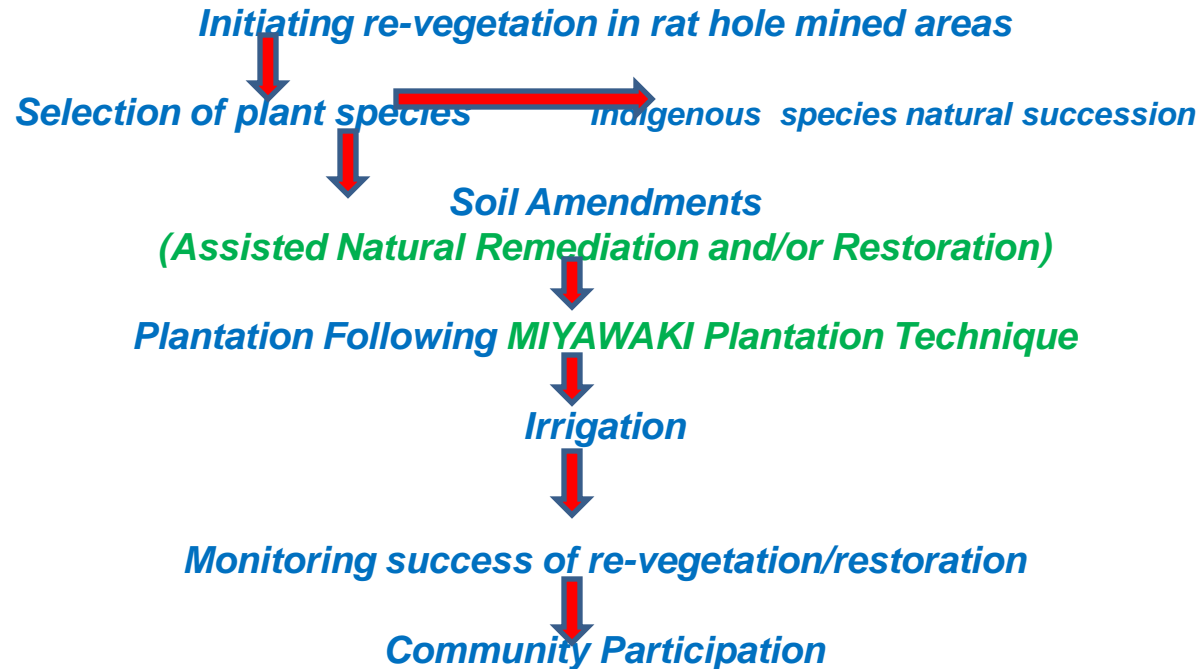 Initiating re-vegetation in rat hole mined areas
Selection of plant species
Indigenous species natural succession
Soil Amendments
(Assisted Natural Remediation and/or Restoration)
Plantation Following MIYAWAKI Plantation Technique
Irrigation
Monitoring success of re-vegetation/restoration
Community Participation